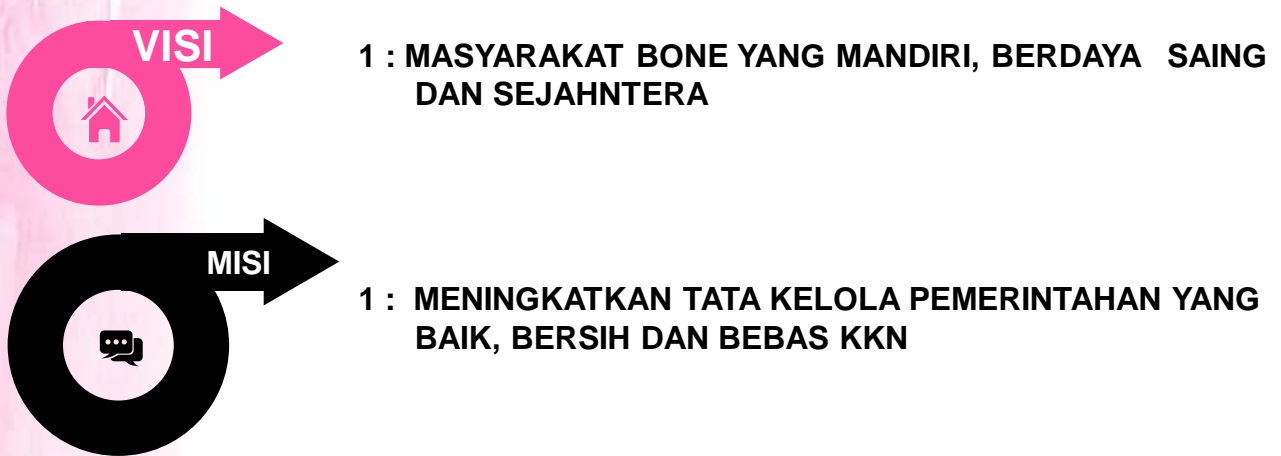 VISI
1 : MASYARAKAT BONE YANG MANDIRI, BERDAYA SAING
DAN SEJAHNTERA
MISI
1 : MENINGKATKAN TATA KELOLA PEMERINTAHAN YANG
BAIK, BERSIH DAN BEBAS KKN